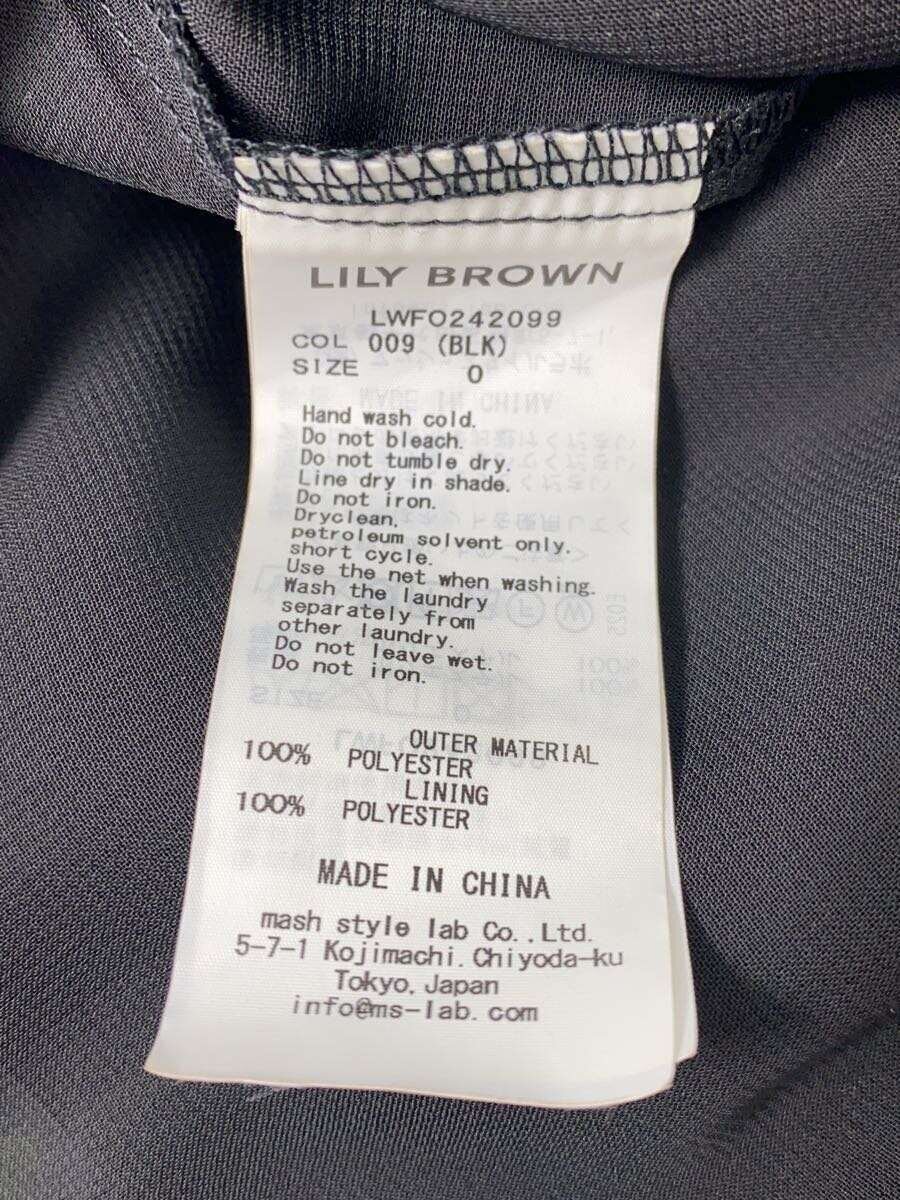 LILY BROWN
LWFO242099
COL 009 (BLK)
SIZE 0
Hand wash cold.
Do not bleach.
Do not tumble dry.
Line dry in shade.
Do not iron.
Dryclean.
petroleum solvent only.
short cycle.
Use the net when washing.
Wash the laundry
separately from
other laundry.
Do not leave wet.
Do not iron.
OUTER MATERIAL
100% POLYESTER
LINING
100% POLYESTER
MADE IN CHINA
mash style lab Co.,Ltd.
5-7-1 Kojimachi. Chiyoda-ku
Tokyo, Japan
info@ms-lab.com